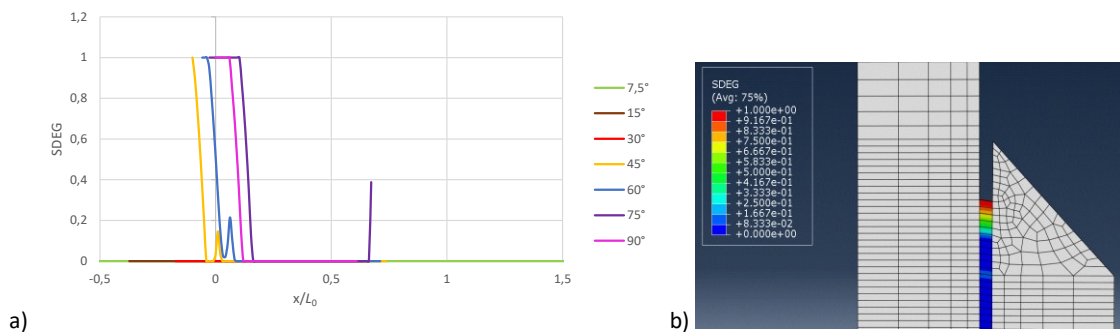 1,2
1
0,8
0,6
0,4
0,2
0
SDEG
-0,5
0
0,5
1
1,5
x/L0
7,5°
15°
30°
45°
60°
75°
90°
a)
SDEG
(Avg: 75%)
+1.000e+00
+9.167e-01
+8.333e-01
+7.500e-01
+6.667e-01
+5.833e-01
+5.000e-01
+4.167e-01
+3.333e-01
+2.500e-01
+1.667e-01
+8.333e-02
+0.000e+00
b)